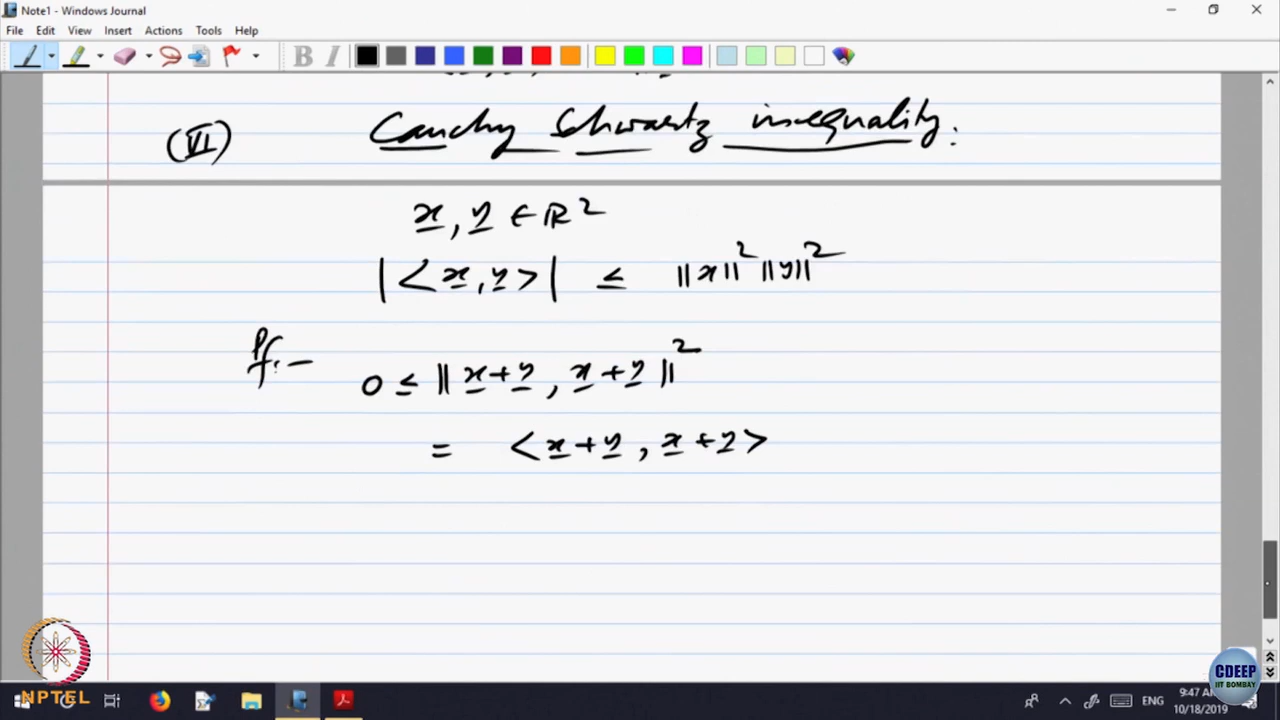 Note1 - Windows Journal
File Edit View Insert Actions Tools Help
B I
(VI) Cauchy Schwartz inequality.
x, y ∈ ℝ²
|<x, y>| ≤ ||x||² ||y||²
Pf:-
0 ≤ ||x+y, x+y||²
= <x+y, x+y>
NPTEL
CDEEP
IIT BOMBAY
ENG
9:47 AM
10/18/2019